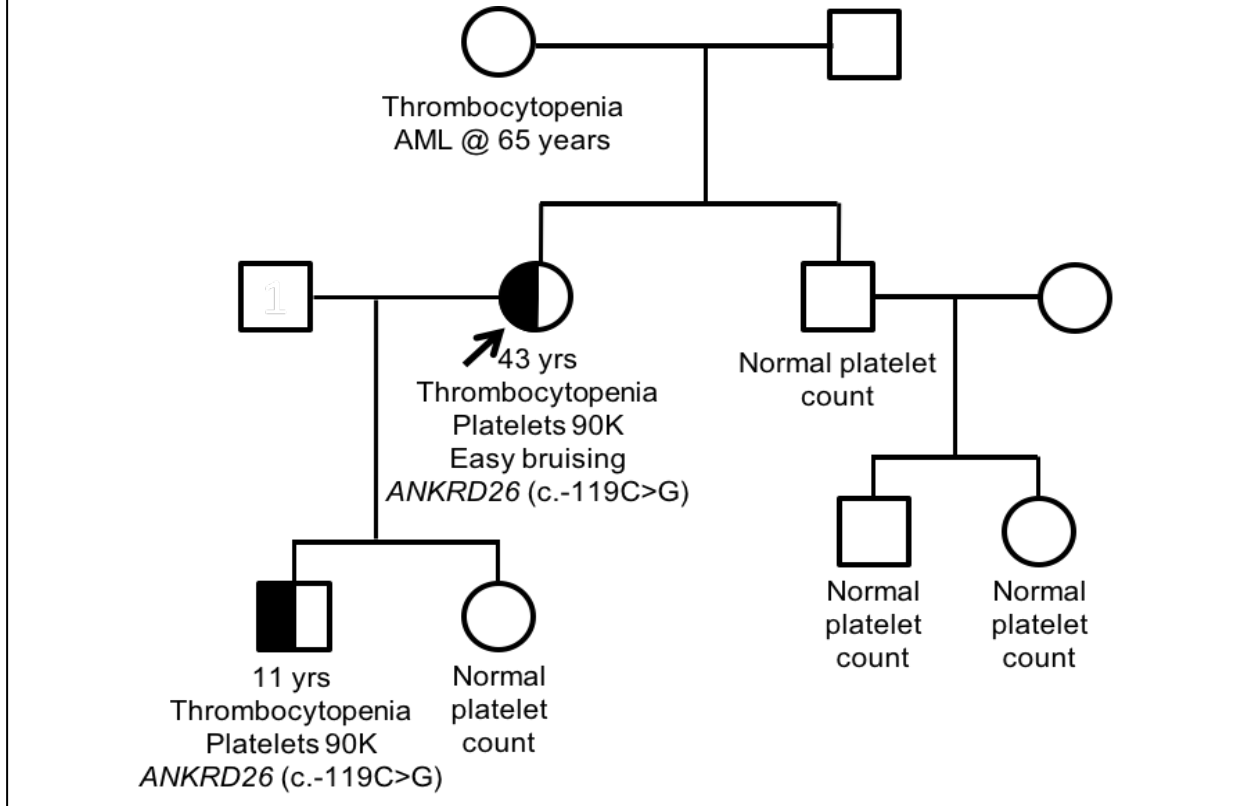 Thrombocytopenia
AML @ 65 years
1
43 yrs
Thrombocytopenia
Platelets 90K
Easy bruising
ANKRD26 (c.-119C>G)
Normal platelet
count
11 yrs
Thrombocytopenia
Platelets 90K
ANKRD26 (c.-119C>G)
Normal
platelet
count
Normal
platelet
count
Normal
platelet
count